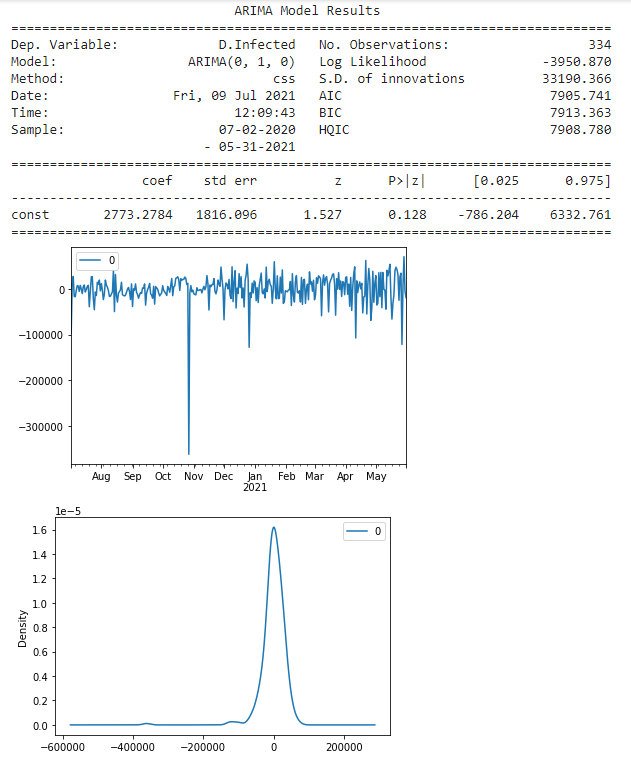 ARIMA Model Results
==============================================================================
Dep. Variable: D.Infected No. Observations: 334
Model: ARIMA(0, 1, 0) Log Likelihood -3950.870
Method: css S.D. of innovations 33190.366
Date: Fri, 09 Jul 2021 AIC 7905.741
Time: 12:09:43 BIC 7913.363
Sample: 07-02-2020 HQIC 7908.780
- 05-31-2021
==============================================================================
coef std err z P>|z| [0.025 0.975]
------------------------------------------------------------------------------
const 2773.2784 1816.096 1.527 0.128 -786.204 6332.761
==============================================================================
0
0
−100000
−200000
−300000
Aug Sep Oct Nov Dec Jan Feb Mar Apr May
2021
1e−5
0
1.6
1.4
1.2
1.0
0.8
0.6
0.4
0.2
0.0
Density
−600000 −400000 −200000 0 200000